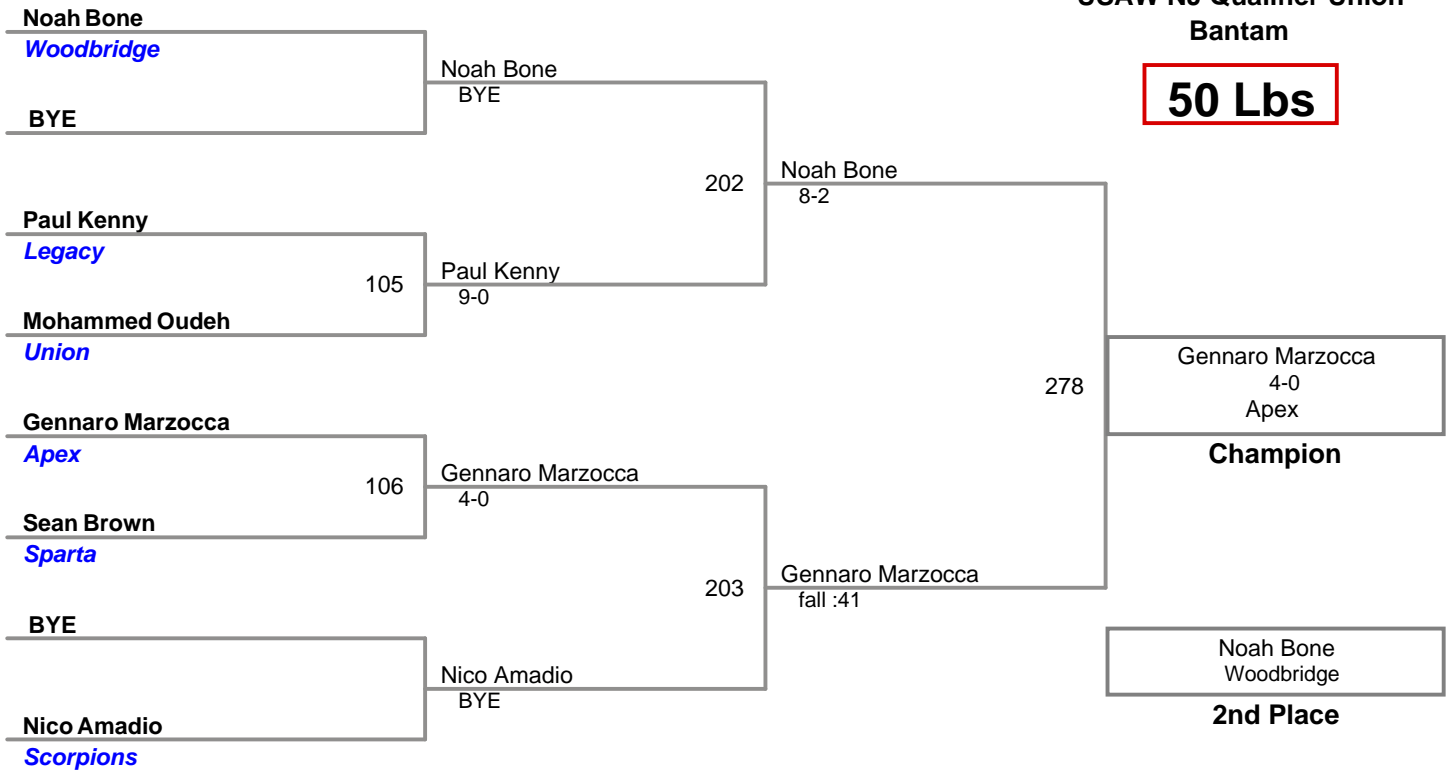 Bantam
50 Lbs
Noah Bone
Woodbridge
BYE
Paul Kenny
Legacy
Mohammed Oudeh
Union
Gennaro Marzocca
Apex
Sean Brown
Sparta
BYE
Nico Amadio
Scorpions
Noah Bone
BYE
105
Paul Kenny
9-0
106
Gennaro Marzocca
4-0
Nico Amadio
BYE
202
Noah Bone
8-2
203
Gennaro Marzocca
fall :41
278
Gennaro Marzocca
4-0
Apex
Champion
Noah Bone
Woodbridge
2nd Place